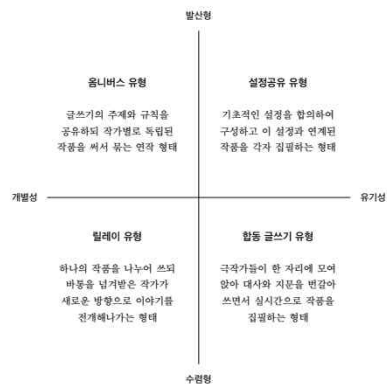 발산형
옴니버스 유형
글쓰기의 주제와 규칙을
공유하되 작가별로 독립된
작품을 써서 묶는 연작 형태
설정공유 유형
기초적인 설정을 합의하여
구성하고 이 설정과 연계된
작품을 각자 집필하는 형태
개별성
유기성
릴레이 유형
하나의 작품을 나누어 쓰되
바통을 넘겨받은 작가가
새로운 방향으로 이야기를
전개해나가는 형태
합동 글쓰기 유형
극작가들이 한 자리에 모여
앉아 대사와 지문을 번갈아
쓰면서 실시간으로 작품을
집필하는 형태
수렴형